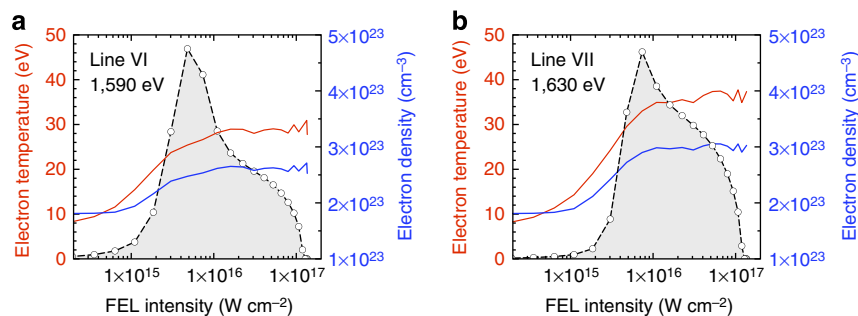 a
Electron temperature (eV)
50
40
30
20
10
0
Line VI
1,590 eV
5×10²³
4×10²³
3×10²³
2×10²³
1×10²³
Electron density (cm⁻³)
1×10¹⁵
1×10¹⁶
1×10¹⁷
FEL intensity (W cm⁻²)
b
Electron temperature (eV)
50
40
30
20
10
0
Line VII
1,630 eV
5×10²³
4×10²³
3×10²³
2×10²³
1×10²³
Electron density (cm⁻³)
1×10¹⁵
1×10¹⁶
1×10¹⁷
FEL intensity (W cm⁻²)